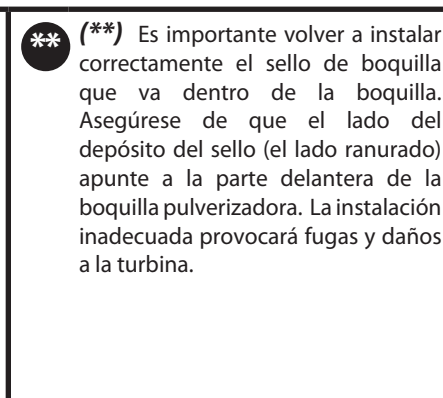 ** (**) Es importante volver a instalar
correctamente el sello de boquilla
que va dentro de la boquilla.
Asegúrese de que el lado del
depósito del sello (el lado ranurado)
apunte a la parte delantera de la
boquilla pulverizadora. La instalación
inadecuada provocará fugas y daños
a la turbina.